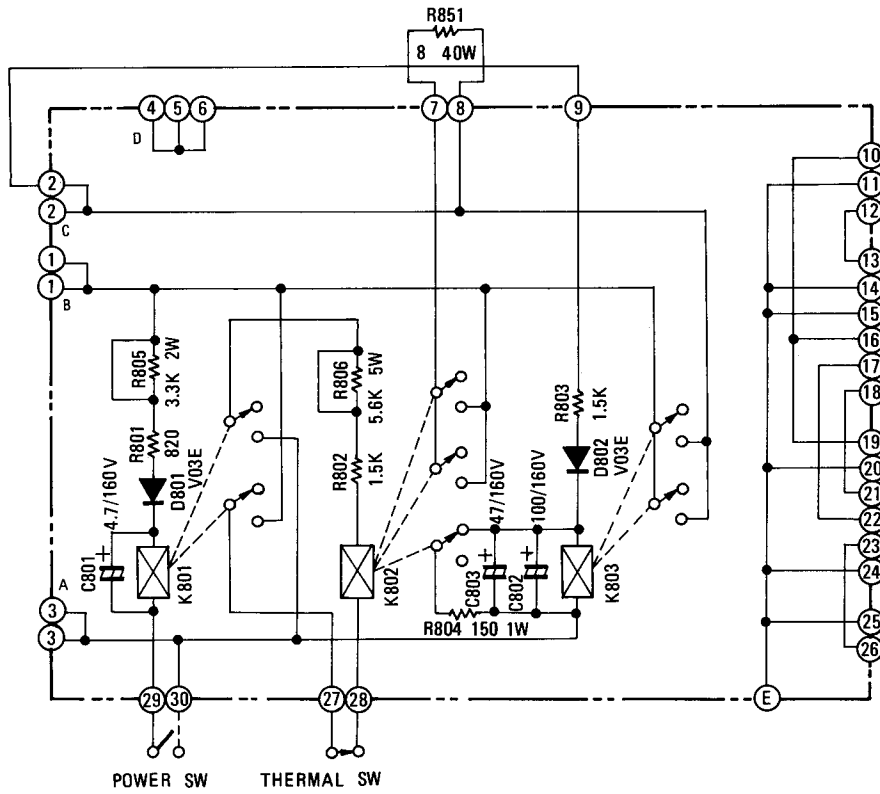 R851
8 40W
4 5 6
7 8
9
D
2
2
C
1
1
B
10
11
12
13
14
15
16
17
18
19
20
21
22
23
24
25
26
R805 2W
3.3K
R801
820
D801
V03E
4.7/160V
C801
+
K801
R806 5W
5.6K
R802
1.5K
K802
R803
1.5K
D802
V03E
47/160V
100/160V
+
+
C803
C802
K803
R804 150 1W
A
3
3
29 30
27 28
E
POWER SW
THERMAL SW